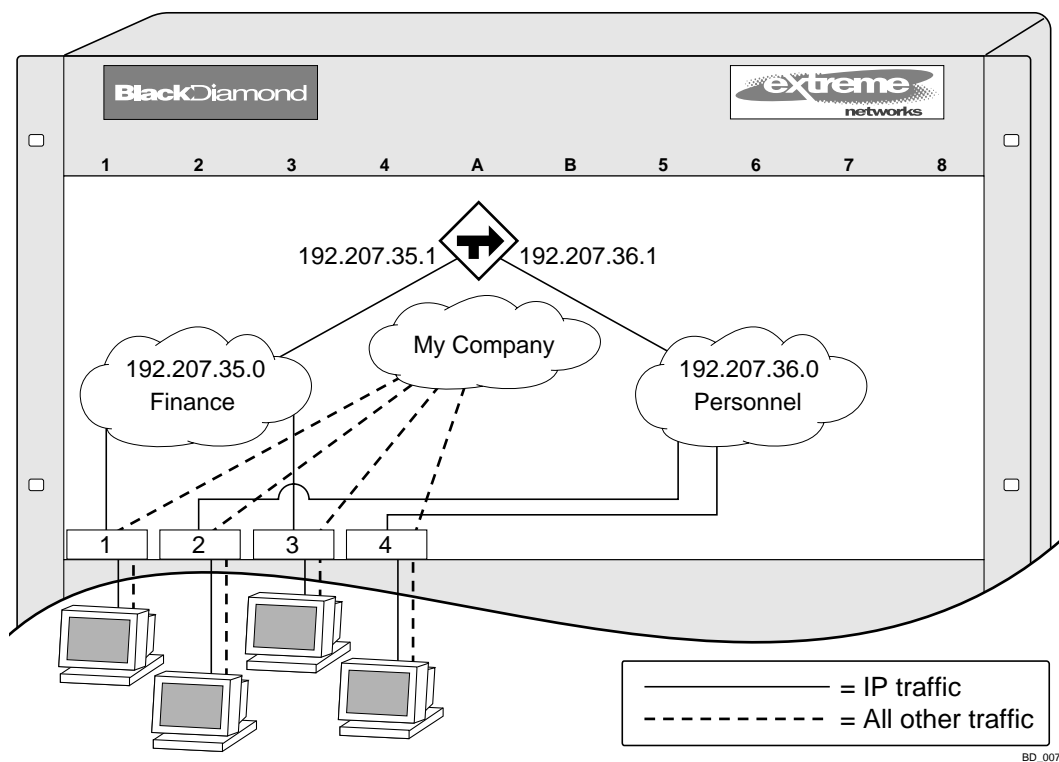 BlackDiamond
extreme
networks
1 2 3 4 A B 5 6 7 8
192.207.35.1
192.207.36.1
My Company
192.207.35.0
Finance
192.207.36.0
Personnel
1 2 3 4
= IP traffic
= All other traffic
BD_007